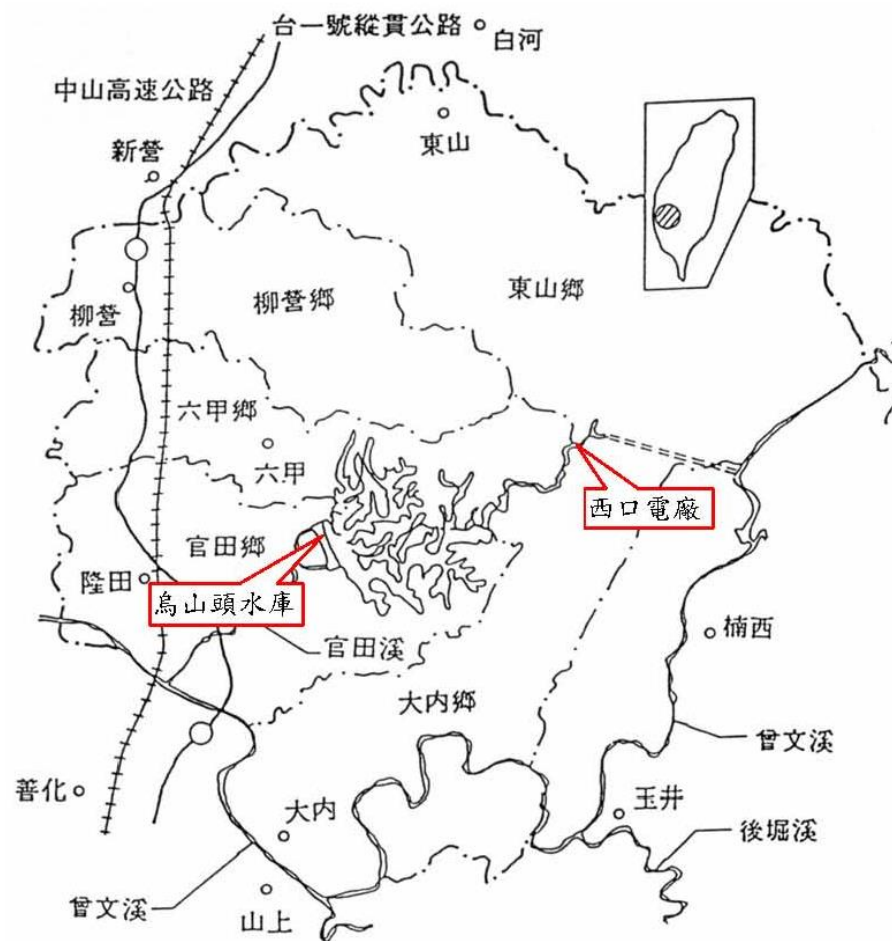 台一號縱貫公路
白河
中山高速公路
東山
新營
柳營鄉
東山鄉
柳營
六甲鄉
六甲
西口電廠
官田鄉
隆田
烏山頭水庫
官田溪
楠西
大內鄉
曾文溪
善化
大內
玉井
後堀溪
曾文溪
山上